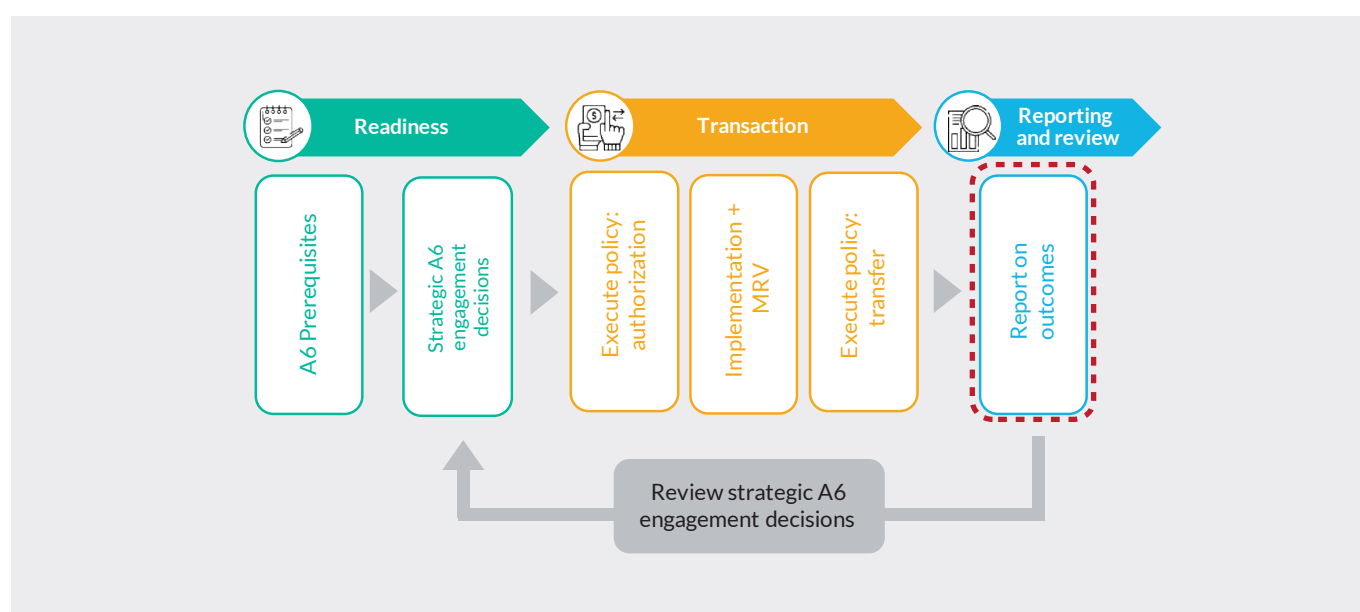 Readiness
Transaction
Reporting
and review
A6 Prerequisites
Strategic A6
engagement
decisions
Execute policy:
authorization
Implementation +
MRV
Execute policy:
transfer
Report on
outcomes
Review strategic A6
engagement decisions